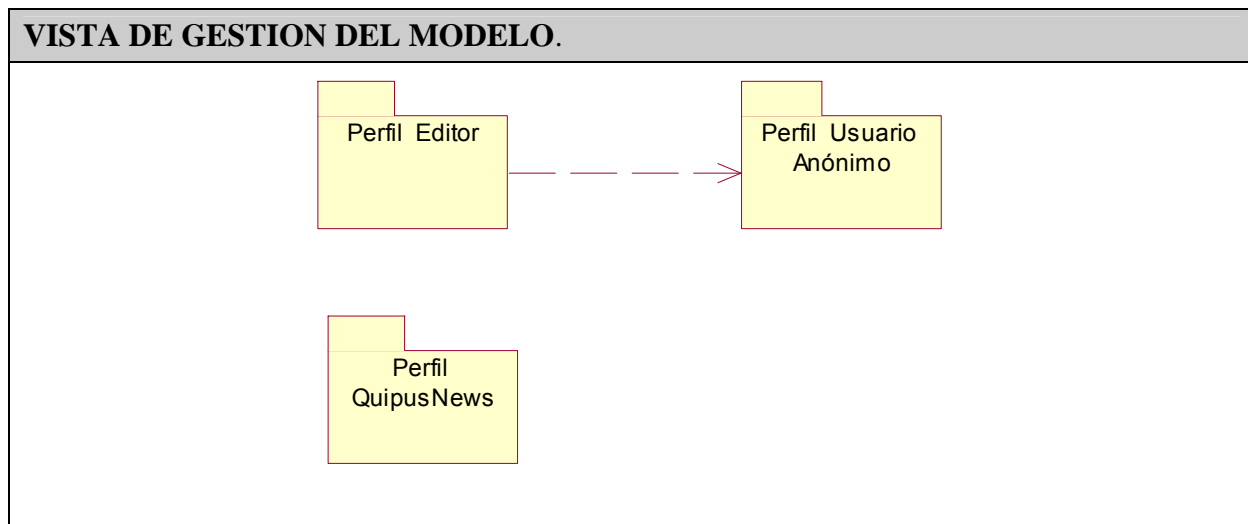 VISTA DE GESTION DEL MODELO.
Perfil Editor
Perfil Usuario
Anónimo
Perfil
QuipusNews